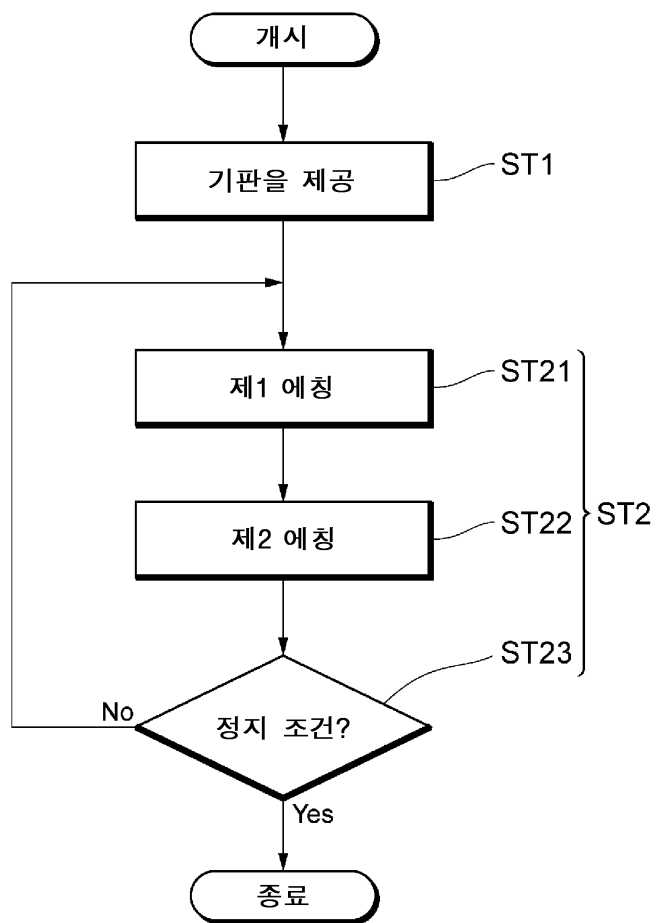 개시
기판을 제공
ST1
제1 에칭
ST21
제2 에칭
ST22
ST2
ST23
정지 조건?
No
Yes
종료